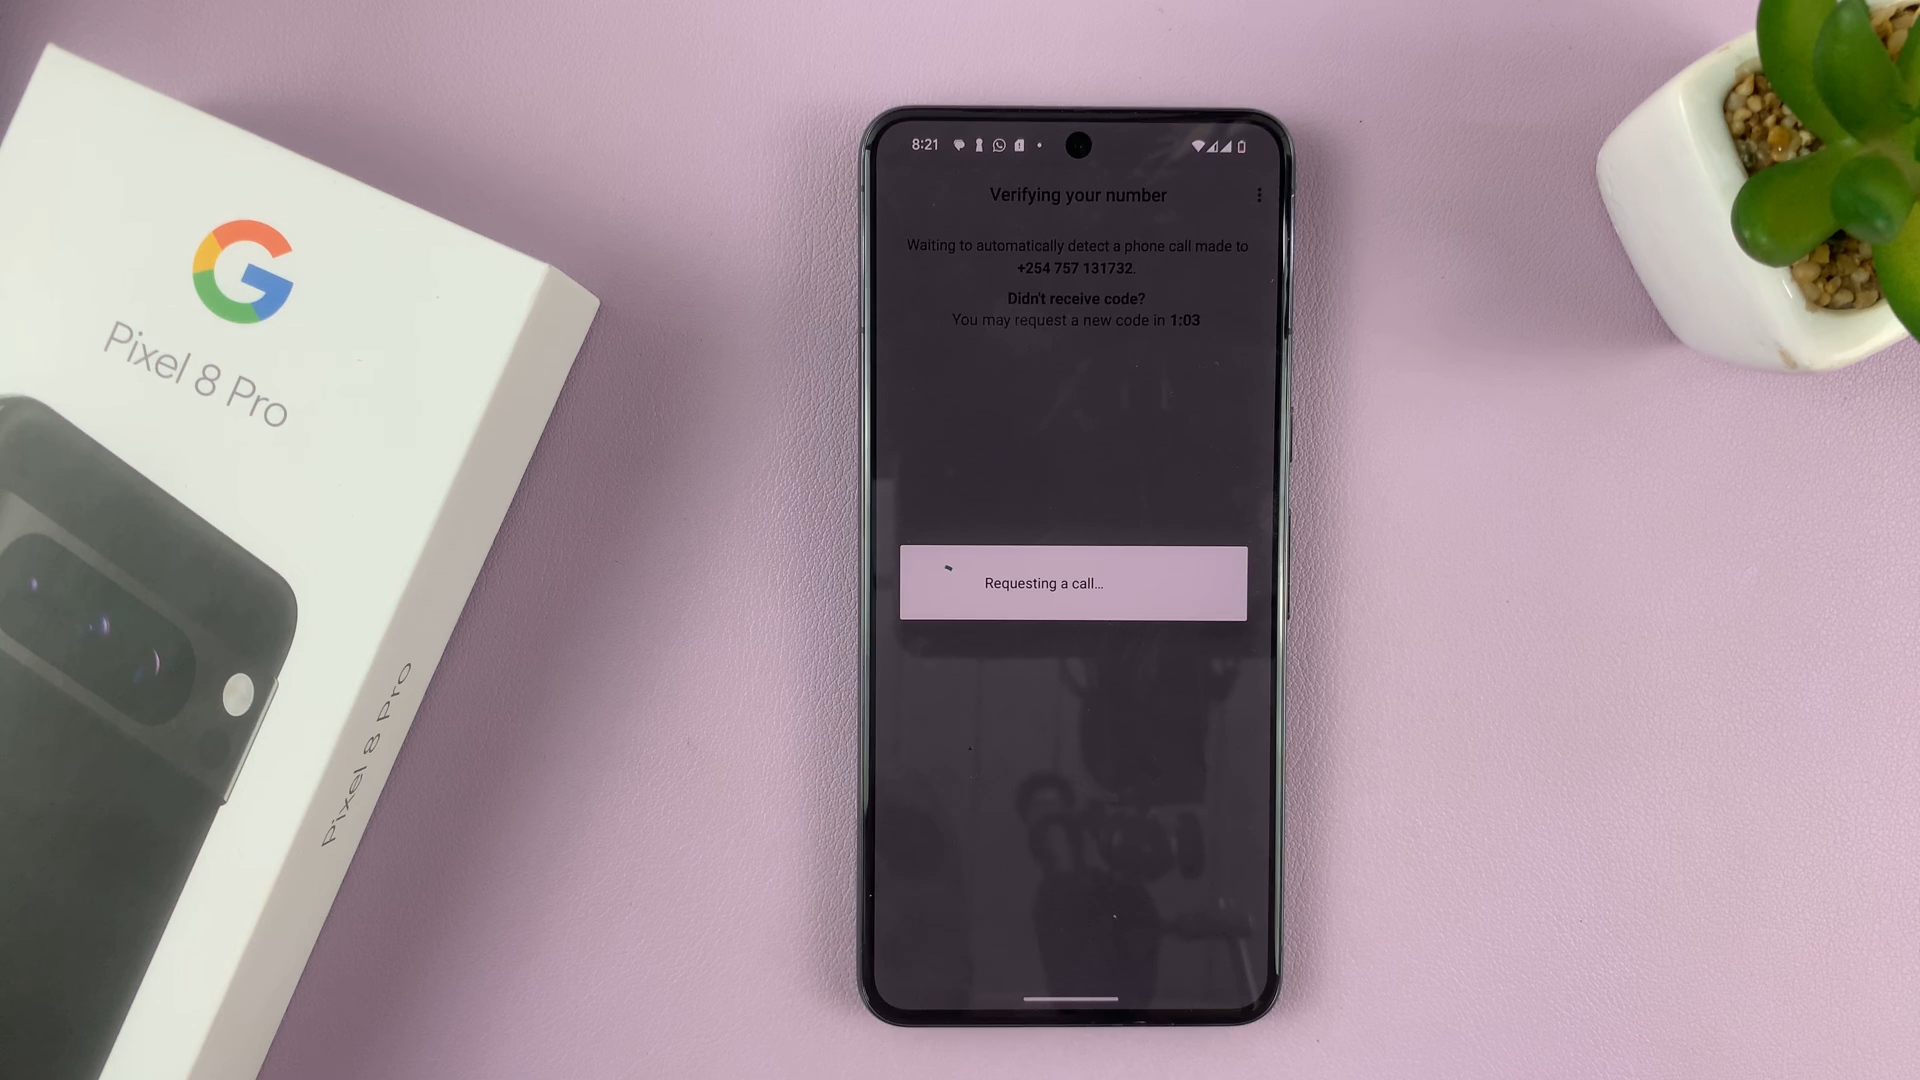 Pixel 8 Pro
Pixel 8 Pro
8:21
Verifying your number
Waiting to automatically detect a phone call made to
+254 757 131732.
Didn't receive code?
You may request a new code in 1:03
Requesting a call...